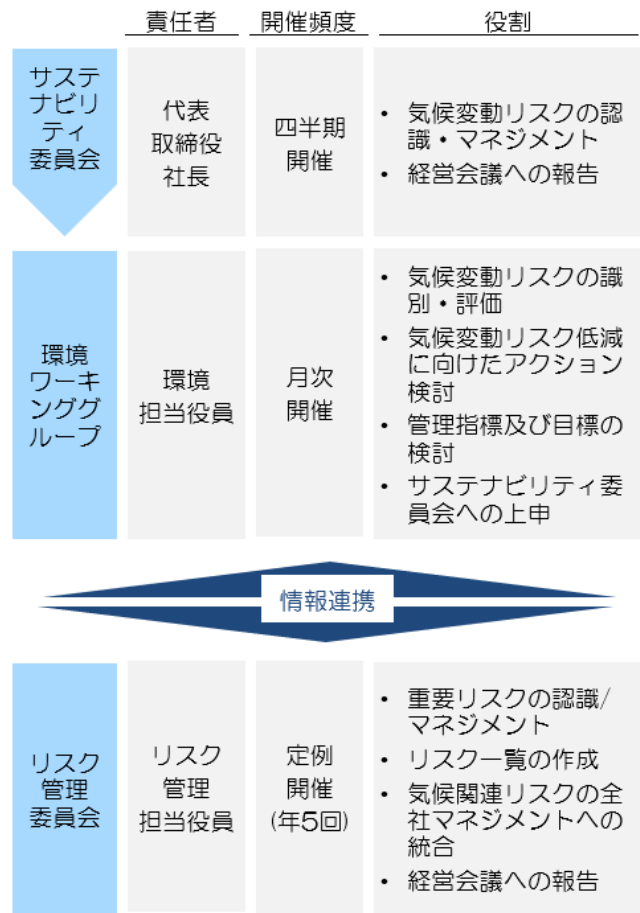 責任者 開催頻度 役割
サステ
ナビリ
ティ
委員会
代表
取締役
社長
四半期
開催
• 気候変動リスクの認
識・マネジメント
• 経営会議への報告
環境
ワーキ
ンググ
ループ
環境
担当役員
月次
開催
• 気候変動リスクの識
別・評価
• 気候変動リスク低減
に向けたアクション
検討
• 管理指標及び目標の
検討
• サステナビリティ委
員会への上申
情報連携
リスク
管理
委員会
リスク
管理
担当役員
定例
開催
(年5回)
• 重要リスクの認識/
マネジメント
• リスク一覧の作成
• 気候関連リスクの全
社マネジメントへの
統合
• 経営会議への報告